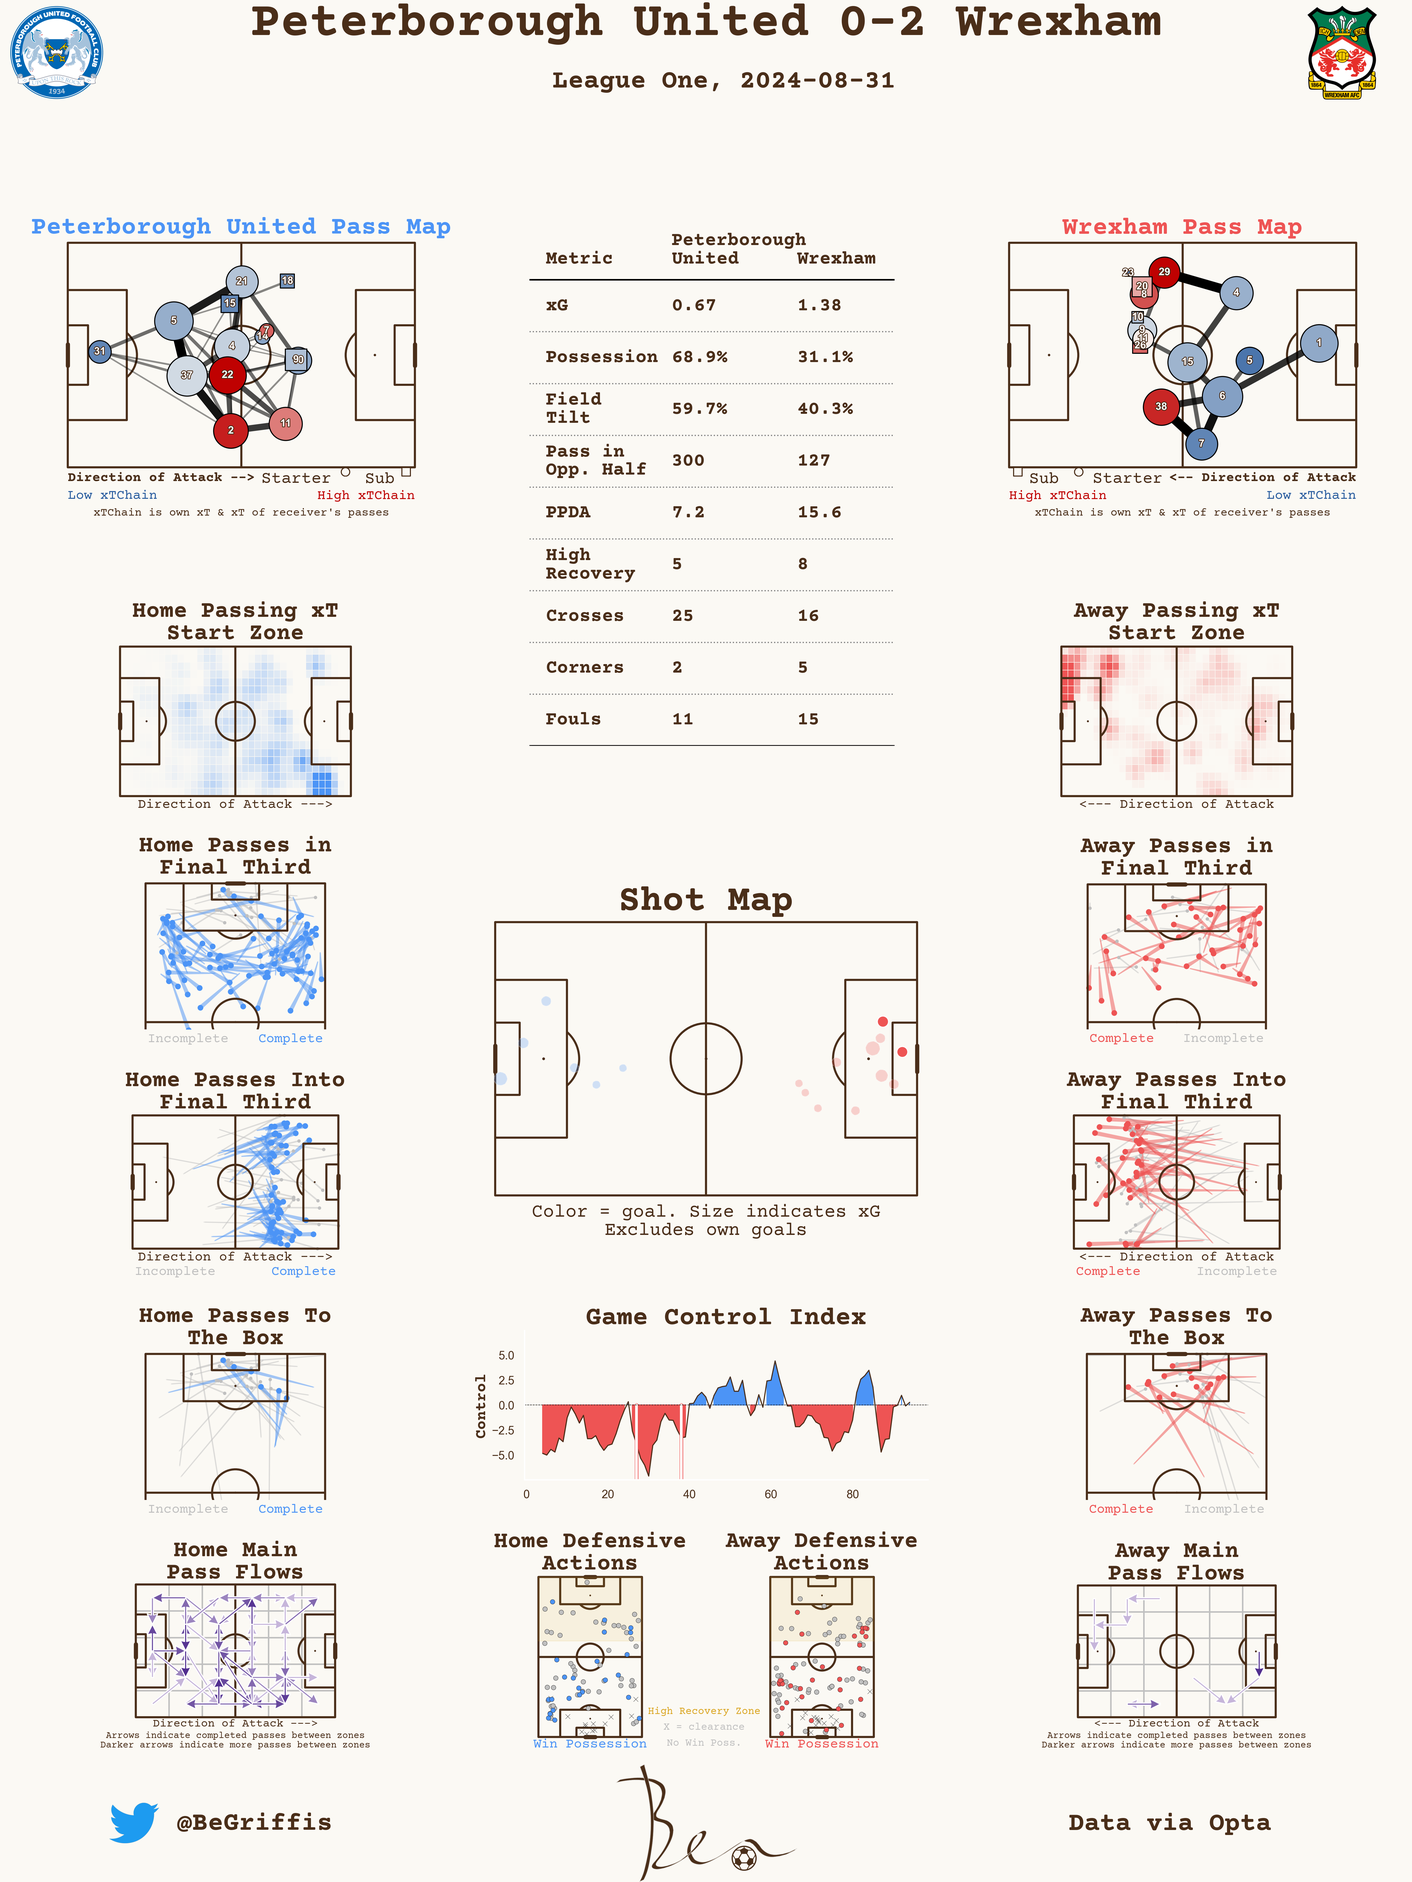 Peterborough United 0-2 Wrexham
League One, 2024-08-31
PETERBOROUGH UNITED FOOTBALL CLUB
1934
1864 1864
WREXHAM AFC
Peterborough United Pass Map
21
18
15
5
7
4
31
90
37
22
11
2
Direction of Attack --> Starter Sub
Low xTChain High xTChain
xTChain is own xT & xT of receiver's passes
Metric Peterborough United Wrexham
xG 0.67 1.38
Possession 68.9% 31.1%
Field Tilt 59.7% 40.3%
Pass in Opp. Half 300 127
PPDA 7.2 15.6
High Recovery 5 8
Crosses 25 16
Corners 2 5
Fouls 11 15
Wrexham Pass Map
23
29
20
8
4
10
9
11
26
1
15
5
6
38
7
Sub Starter <-- Direction of Attack
High xTChain Low xTChain
xTChain is own xT & xT of receiver's passes
Home Passing xT
Start Zone
Direction of Attack --->
Away Passing xT
Start Zone
<--- Direction of Attack
Home Passes in
Final Third
Incomplete Complete
Away Passes in
Final Third
Complete Incomplete
Shot Map
Color = goal. Size indicates xG
Excludes own goals
Home Passes Into
Final Third
Direction of Attack --->
Incomplete Complete
Away Passes Into
Final Third
<--- Direction of Attack
Complete Incomplete
Home Passes To
The Box
Incomplete Complete
Game Control Index
Control
5.0
2.5
0.0
−2.5
−5.0
0 20 40 60 80
Away Passes To
The Box
Complete Incomplete
Home Main
Pass Flows
Direction of Attack --->
Arrows indicate completed passes between zones
Darker arrows indicate more passes between zones
Home Defensive
Actions
Win Possession
Away Defensive
Actions
Win Possession
High Recovery Zone
X = clearance
No Win Poss.
Away Main
Pass Flows
<--- Direction of Attack
Arrows indicate completed passes between zones
Darker arrows indicate more passes between zones
@BeGriffis
Ben
Data via Opta